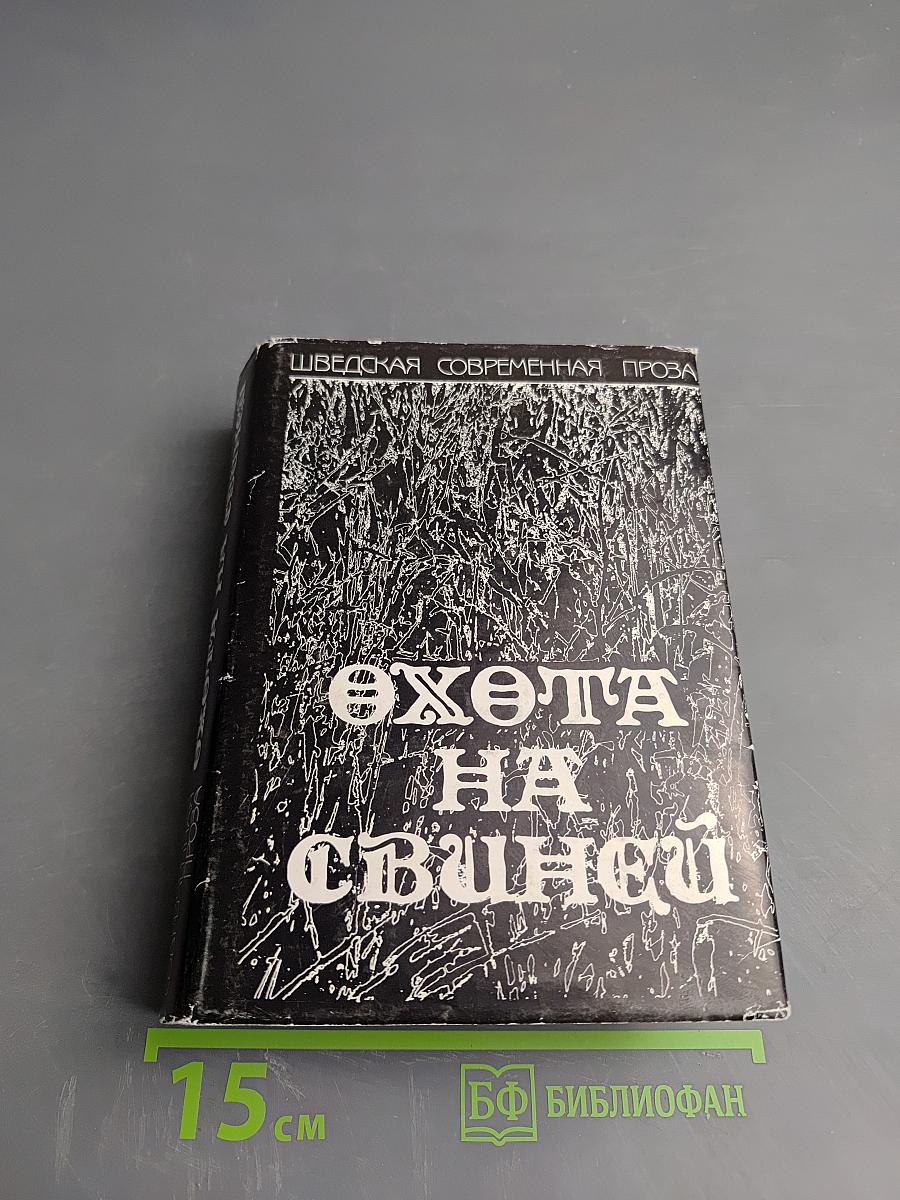 ШВЕДСКАЯ СОВРЕМЕННАЯ ПРОЗА
ОХОТА
НА
СВИНЕЙ
15 см
БФ БИБЛИОФАН